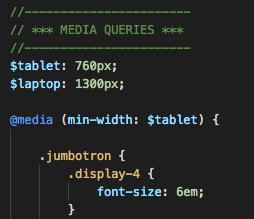 //-----------------------
// *** MEDIA QUERIES ***
//-----------------------
$tablet: 760px;
$laptop: 1300px;
@media (min-width: $tablet) {
.jumbotron {
.display-4 {
font-size: 6em;
}